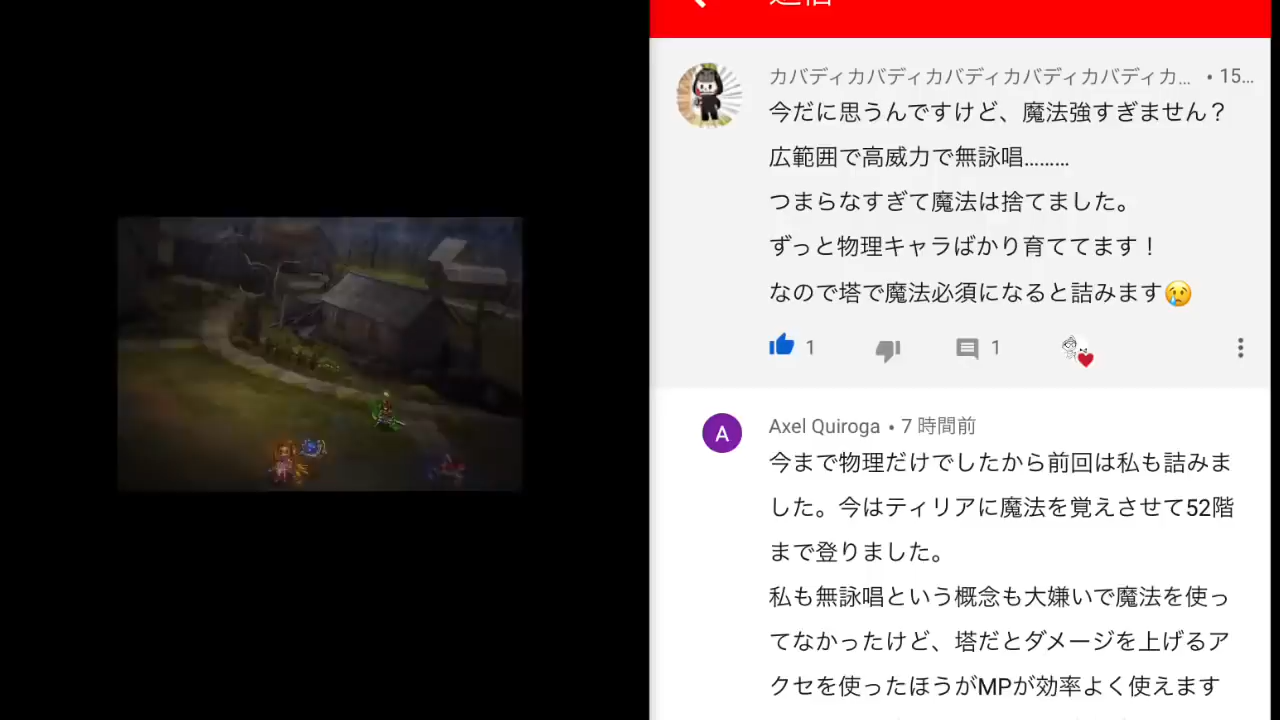 返信
カバディカバディカバディカバディカバディカ... • 15...
今だに思うんですけど、魔法強すぎません？
広範囲で高威力で無詠唱………
つまらなすぎて魔法は捨てました。
ずっと物理キャラばかり育ててます！
なので塔で魔法必須になると詰みます😢
1
1
A
Axel Quiroga • 7 時間前
今まで物理だけでしたから前回は私も詰みま
した。今はティリアに魔法を覚えさせて52階
まで登りました。
私も無詠唱という概念も大嫌いで魔法を使っ
てなかったけど、塔だとダメージを上げるア
クセを使ったほうがMPが効率よく使えます